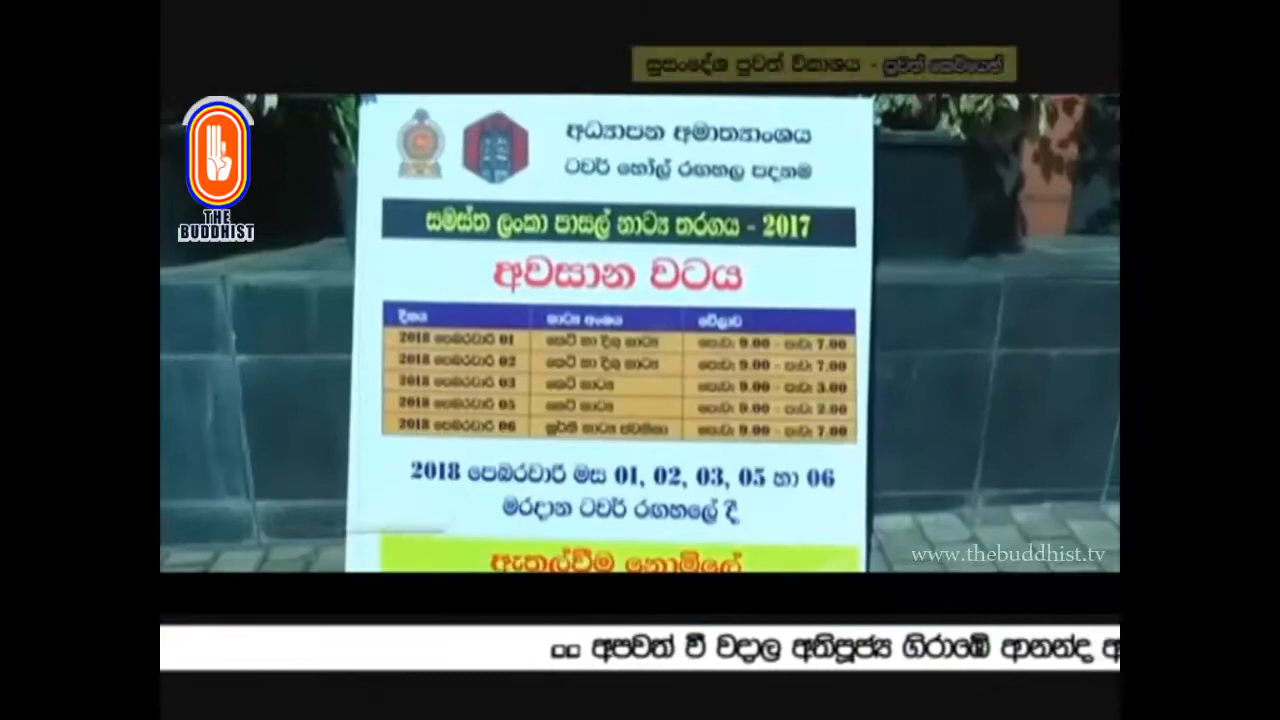 සුසංදේශ පුවත් විකාශය -
THE
BUDDHIST
අධ්‍යාපන අමාත්‍යාංශය
ටවර් හෝල් රඟහල පදනම
සමස්ත ලංකා පාසල් නාට්‍ය තරගය - 2017
අවසාන වටය
දිනය නාට්‍ය අංශය වේලාව
2018 පෙබරවාරි 01 කෙටි හා දිගු නාට්‍ය පෙ.ව. 9.00 - ප.ව. 7.00
2018 පෙබරවාරි 02 කෙටි හා දිගු නාට්‍ය පෙ.ව. 9.00 - ප.ව. 7.00
2018 පෙබරවාරි 03 කෙටි නාට්‍ය පෙ.ව. 9.00 - ප.ව. 3.00
2018 පෙබරවාරි 05 කෙටි නාට්‍ය පෙ.ව. 9.00 - ප.ව. 2.00
2018 පෙබරවාරි 06 නාට්‍ය පෙ.ව. 9.00 - ප.ව. 7.00
2018 පෙබරවාරි මස 01, 02, 03, 05 හා 06
මරදාන ටවර් රඟහලේ දී
ඇතුල්වීම නොමිලේ
www.thebuddhist.tv
අපවත් වී වදාළ අතිපූජ්‍ය ගිරාඹේ ආනන්ද